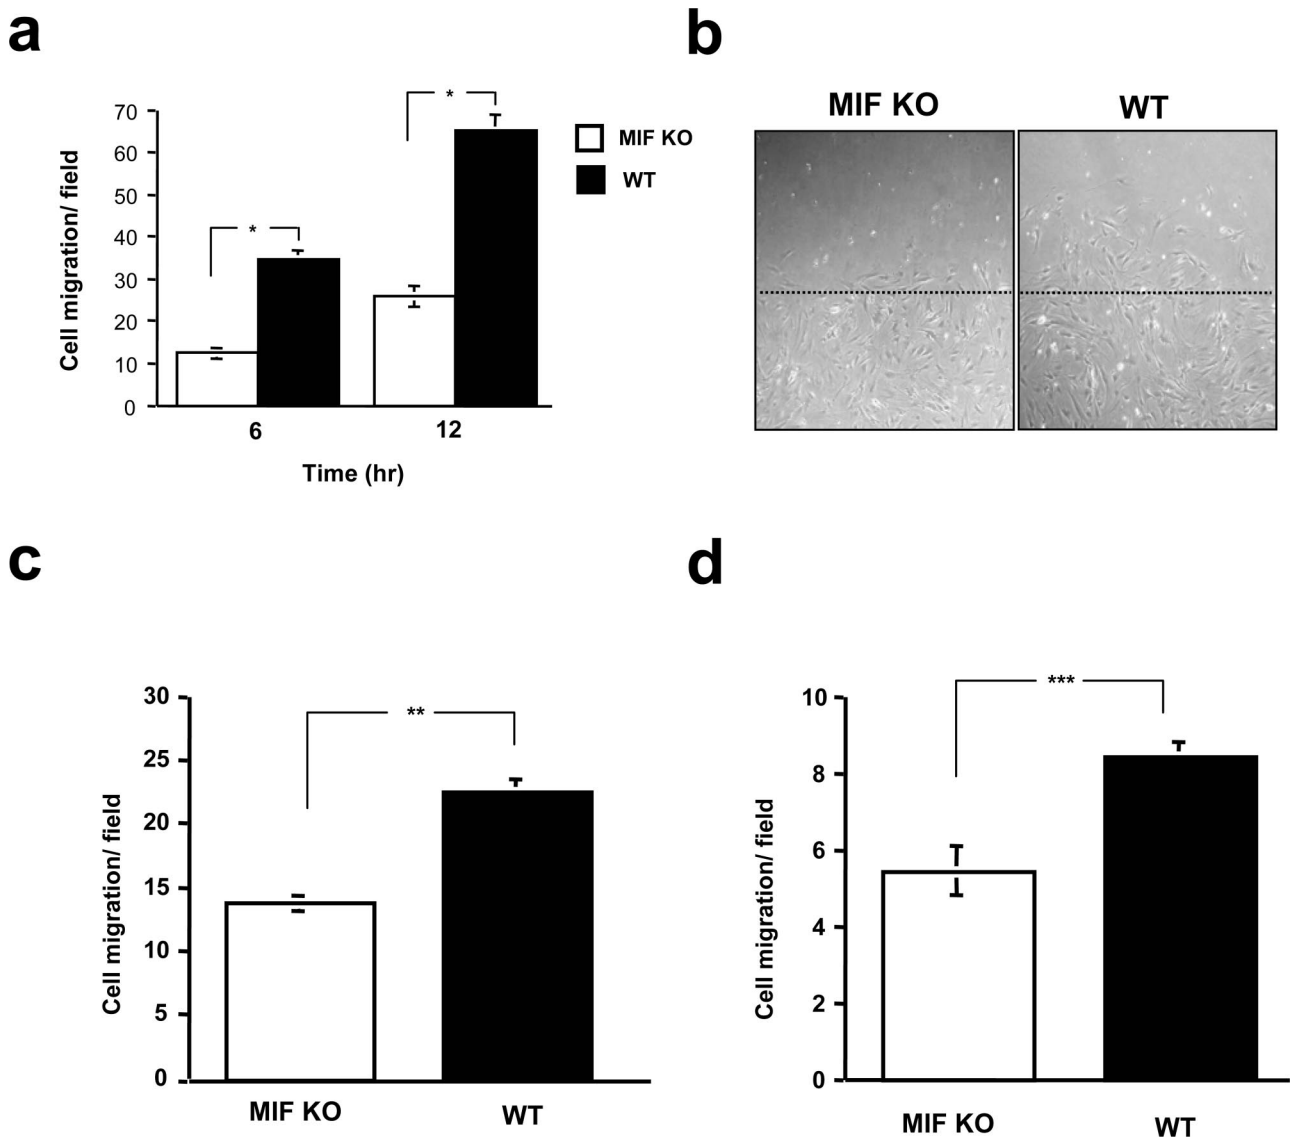 a
70
60
50
40
30
20
10
0
Cell migration/ field
*
*
6
12
Time (hr)
MIF KO
WT
b
MIF KO
WT
c
30
25
20
15
10
5
0
Cell migration/ field
**
MIF KO
WT
d
10
8
6
4
2
0
Cell migration/ field
***
MIF KO
WT